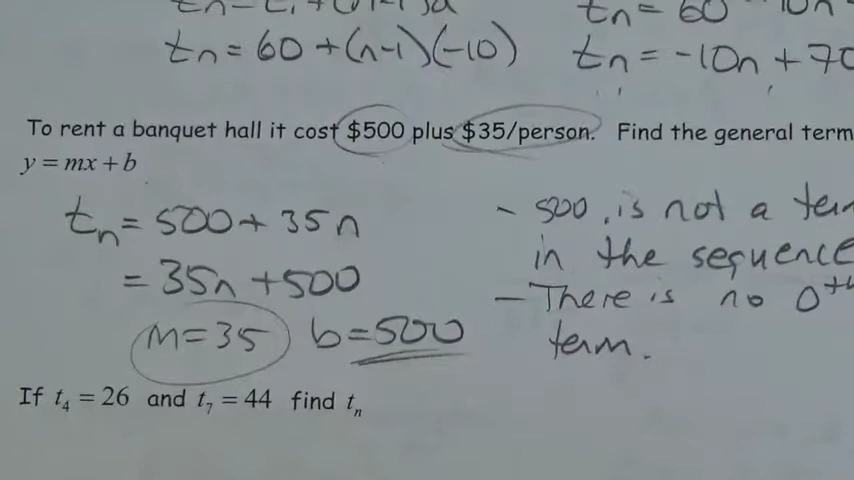 tn = 60 + (n-1)(-10)
tn = -10n + 70
To rent a banquet hall it cost $500 plus $35/person. Find the general term
y = mx + b
tn = 500 + 35n
= 35n + 500
m = 35 b = 500
- 500 is not a term
in the sequence
- There is no 0th
term.
If t4 = 26 and t7 = 44 find tn